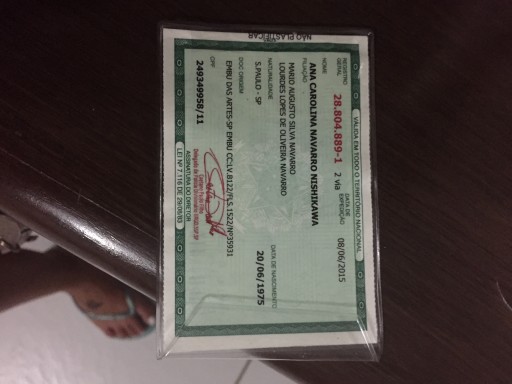 NÃO PLASTIFICAR
VÁLIDA EM TODO O TERRITÓRIO NACIONAL
REGISTRO GERAL 28.804.889-1 2 via DATA DE EXPEDIÇÃO 08/06/2015
NOME
ANA CAROLINA NAVARRO NISHIKAWA
FILIAÇÃO
MARIO AUGUSTO SILVA NAVARRO
LOURDES LOPES DE OLIVEIRA NAVARRO
NATURALIDADE DATA DE NASCIMENTO
S.PAULO - SP 20/06/1975
DOC ORIGEM
EMBU DAS ARTES-SP EMBU CC:LV.B122/FLS.1522/Nº35931
CPF
249349958/11
ASSINATURA DO DIRETOR
LEI Nº 7.116 DE 29/08/83